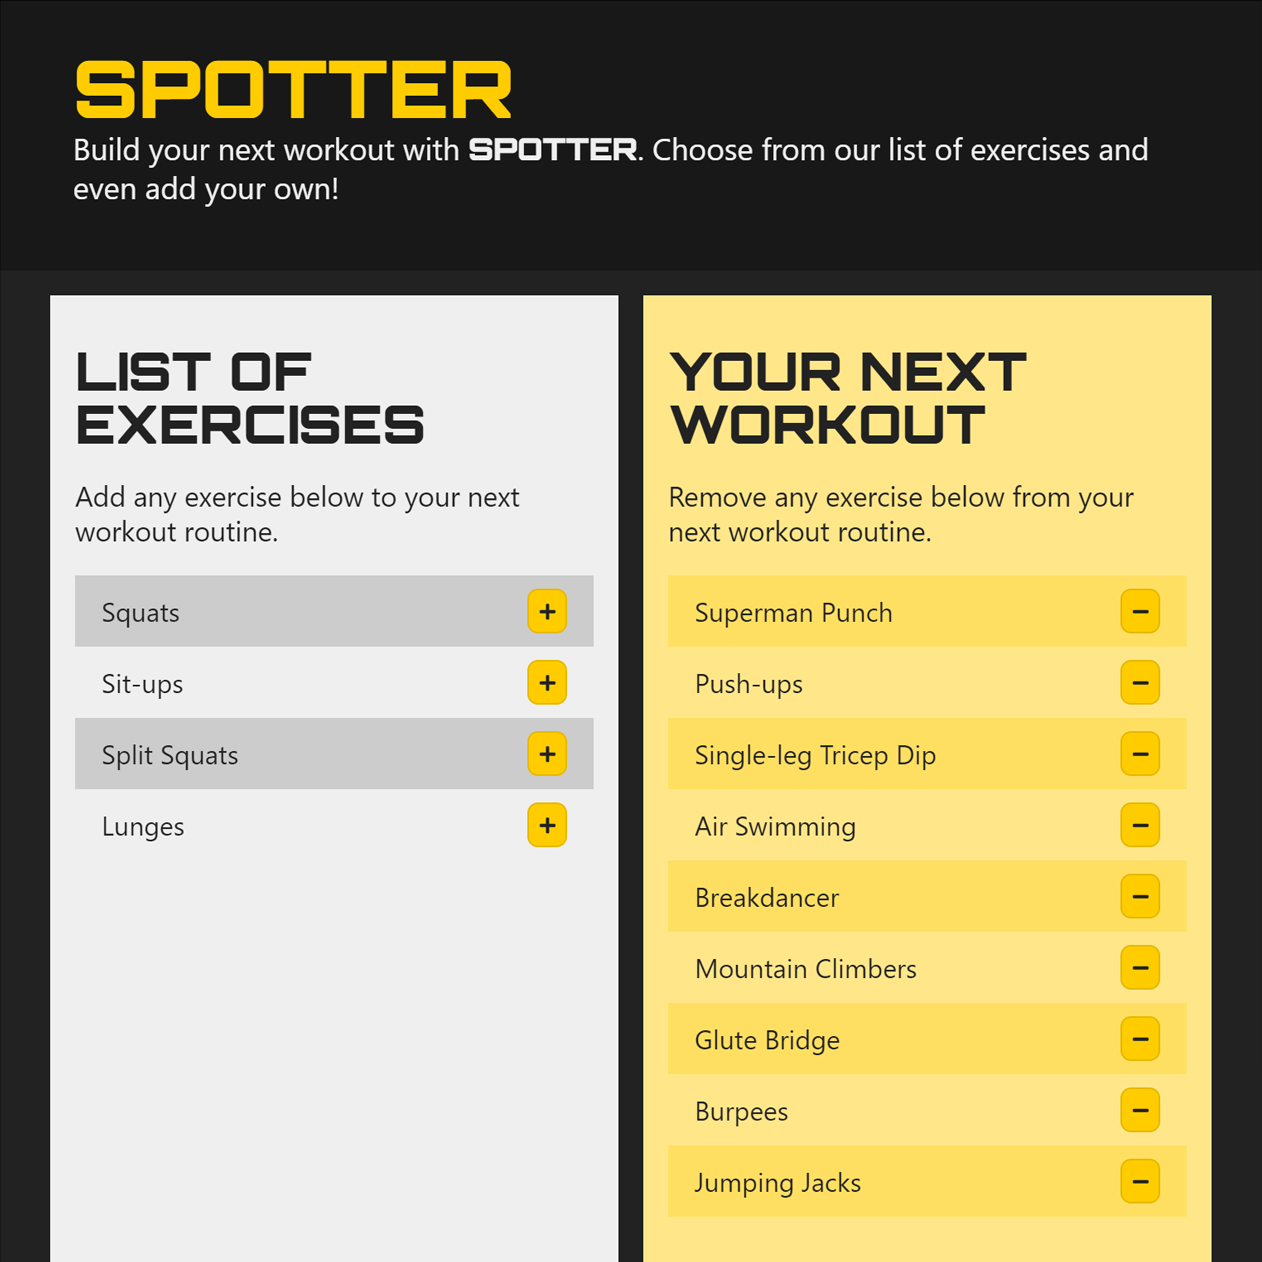 SPOTTER
Build your next workout with SPOTTER. Choose from our list of exercises and
even add your own!
LIST OF
EXERCISES
Add any exercise below to your next
workout routine.
Squats +
Sit-ups +
Split Squats +
Lunges +
YOUR NEXT
WORKOUT
Remove any exercise below from your
next workout routine.
Superman Punch −
Push-ups −
Single-leg Tricep Dip −
Air Swimming −
Breakdancer −
Mountain Climbers −
Glute Bridge −
Burpees −
Jumping Jacks −